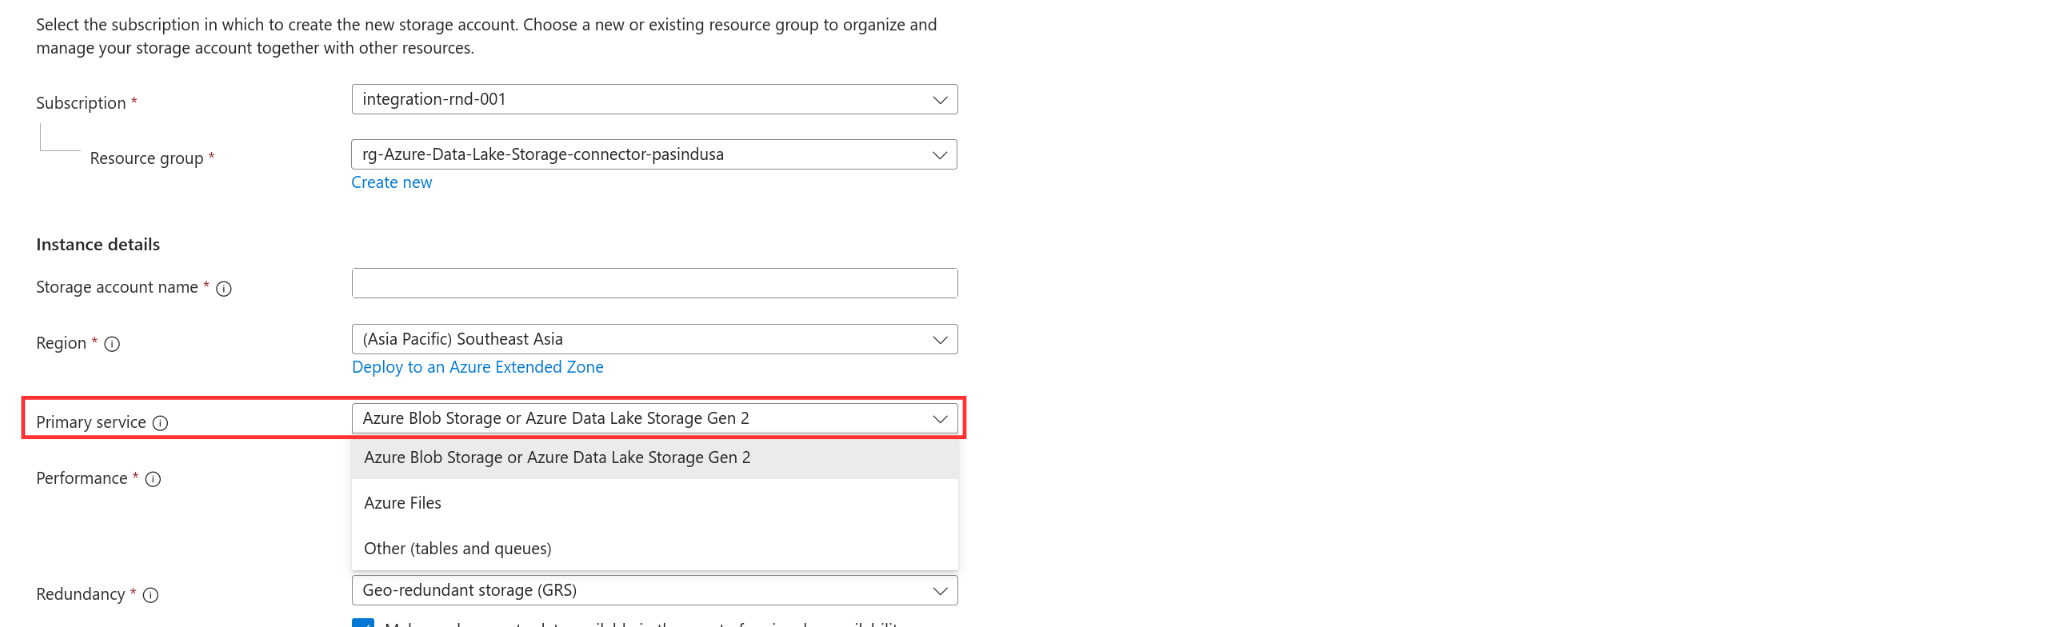 Select the subscription in which to create the new storage account. Choose a new or existing resource group to organize and
manage your storage account together with other resources.
Subscription *
integration-rnd-001
Resource group *
rg-Azure-Data-Lake-Storage-connector-pasindusa
Create new
Instance details
Storage account name *
Region *
(Asia Pacific) Southeast Asia
Deploy to an Azure Extended Zone
Primary service
Azure Blob Storage or Azure Data Lake Storage Gen 2
Azure Blob Storage or Azure Data Lake Storage Gen 2
Performance *
Azure Files
Other (tables and queues)
Redundancy *
Geo-redundant storage (GRS)